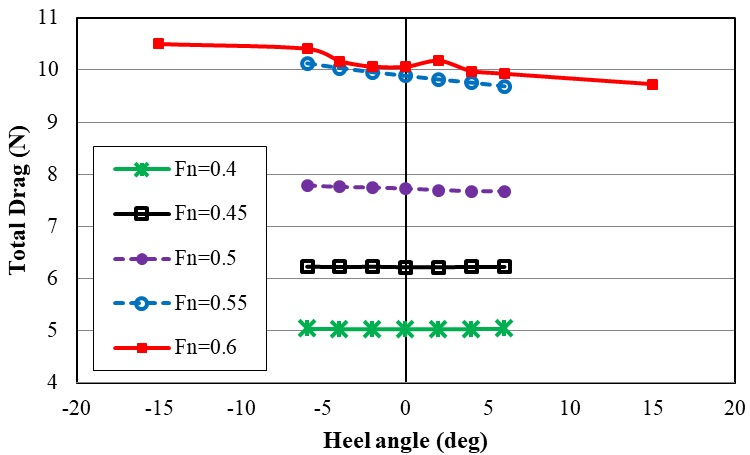 11
10
9
8
7
6
5
4
Total Drag (N)
Fn=0.4
Fn=0.45
Fn=0.5
Fn=0.55
Fn=0.6
-20 -15 -10 -5 0 5 10 15 20
Heel angle (deg)